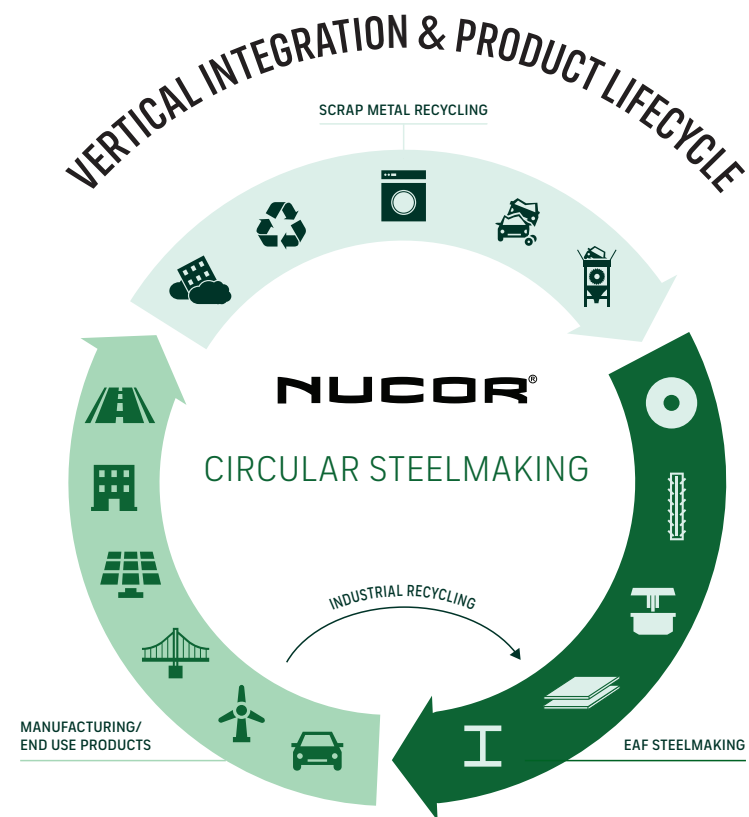 VERTICAL INTEGRATION & PRODUCT LIFECYCLE
SCRAP METAL RECYCLING
NUCOR®
CIRCULAR STEELMAKING
INDUSTRIAL RECYCLING
MANUFACTURING/
END USE PRODUCTS
EAF STEELMAKING